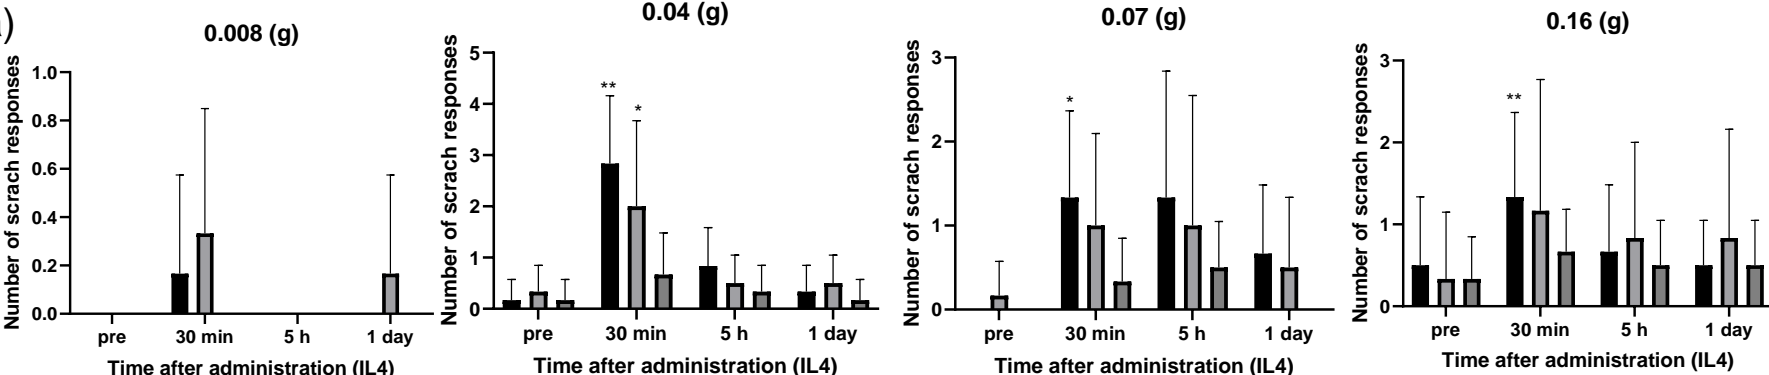 a)
0.008 (g)
Number of scrach responses
1.0
0.8
0.6
0.4
0.2
0.0
pre
30 min
5 h
1 day
Time after administration (IL4)
0.04 (g)
Number of scrach responses
5
4
3
2
1
0
**
*
pre
30 min
5 h
1 day
Time after administration (IL4)
0.07 (g)
Number of scrach responses
3
2
1
0
*
pre
30 min
5 h
1 day
Time after administration (IL4)
0.16 (g)
Number of scrach responses
3
2
1
0
**
pre
30 min
5 h
1 day
Time after administration (IL4)